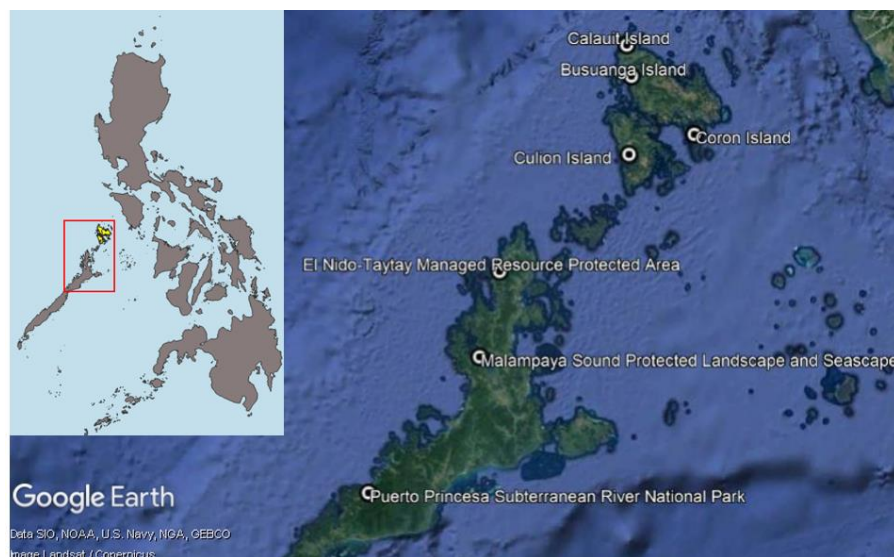 Calauit Island
Busuanga Island
Coron Island
Culion Island
El Nido-Taytay Managed Resource Protected Area
Malampaya Sound Protected Landscape and Seascape
Puerto Princesa Subterranean River National Park
Google Earth
Data SIO, NOAA, U.S. Navy, NGA, GEBCO
Image Landsat / Copernicus